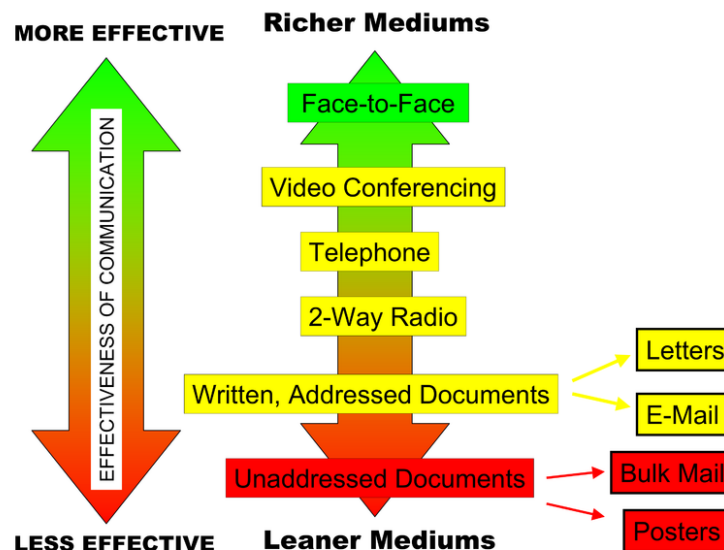 MORE EFFECTIVE
Richer Mediums
Face-to-Face
EFFECTIVENESS OF COMMUNICATION
Video Conferencing
Telephone
2-Way Radio
Written, Addressed Documents
Letters
E-Mail
Unaddressed Documents
Bulk Mail
Posters
LESS EFFECTIVE
Leaner Mediums